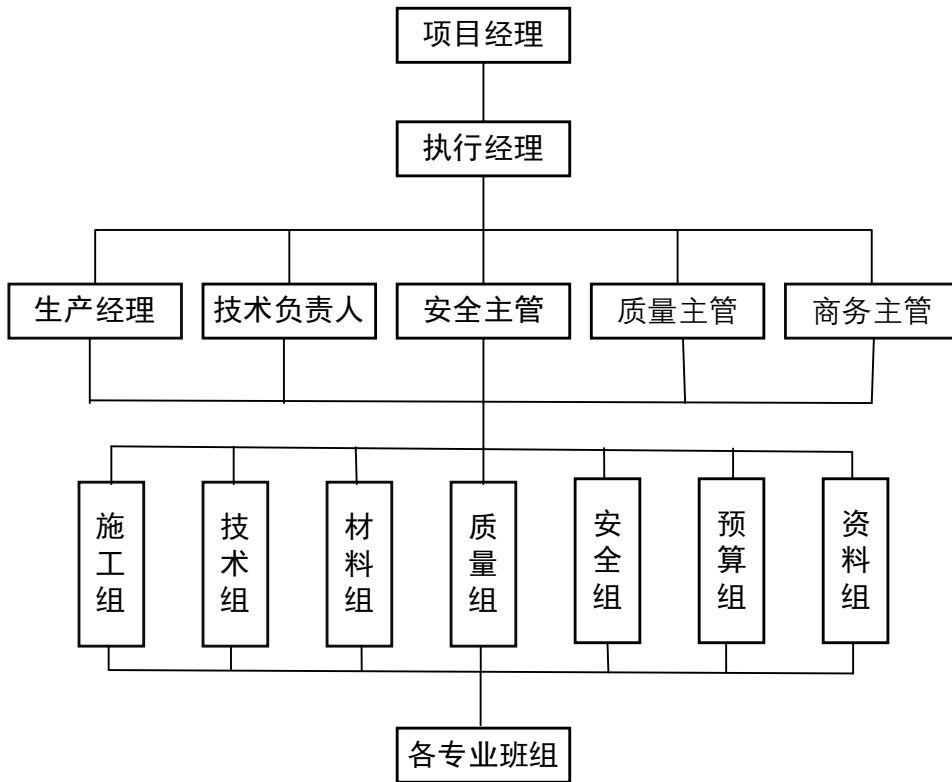 项目经理
执行经理
生产经理
技术负责人
安全主管
质量主管
商务主管
施工组
技术组
材料组
质量组
安全组
预算组
资料组
各专业班组